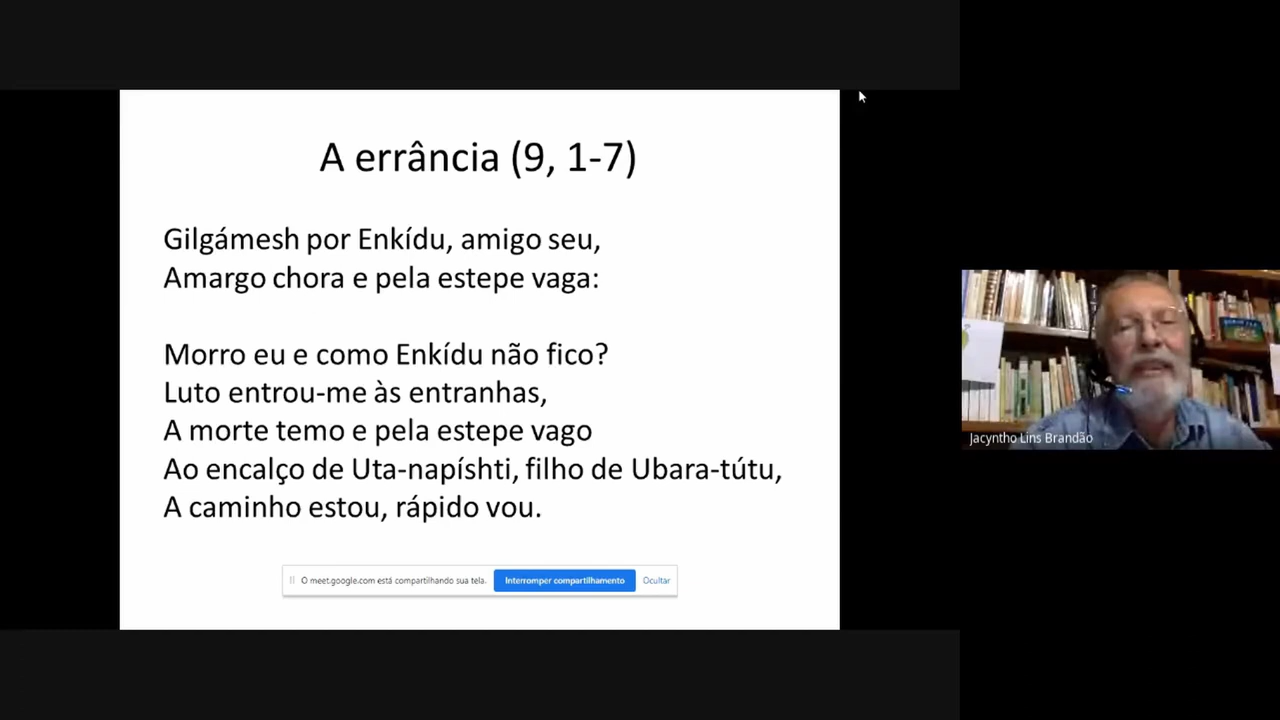 A errância (9, 1-7)
Gilgámesh por Enkídu, amigo seu,
Amargo chora e pela estepe vaga:
Morro eu e como Enkídu não fico?
Luto entrou-me às entranhas,
A morte temo e pela estepe vago
Ao encalço de Uta-napíshti, filho de Ubara-tútu,
A caminho estou, rápido vou.
O meet.google.com está compartilhando sua tela. Interromper compartilhamento Ocultar
Jacyntho Lins Brandão